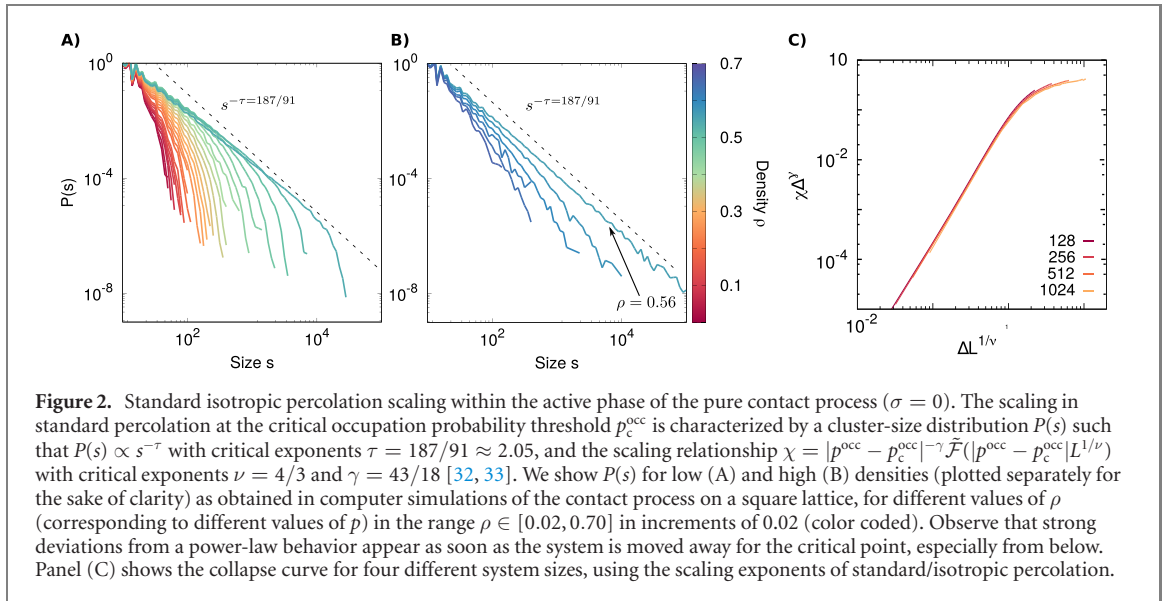 A)
B)
C)
10^0
10^-4
10^-8
P(s)
s^{-τ=187/91}
10^2
10^4
Size s
10^0
10^-4
10^-8
s^{-τ=187/91}
ρ = 0.56
10^2
10^4
Size s
0.7
0.5
0.3
0.1
Density ρ
10
10^-2
10^-4
χΔ^γ
128
256
512
1024
10^-2
10^0
ΔL^{1/ν}
Figure 2. Standard isotropic percolation scaling within the active phase of the pure contact process (σ = 0). The scaling in
standard percolation at the critical occupation probability threshold p_c^occ is characterized by a cluster-size distribution P(s) such
that P(s) ∝ s^{−τ} with critical exponents τ = 187/91 ≈ 2.05, and the scaling relationship χ = |p^occ − p_c^occ|^{−γ} F̃(|p^occ − p_c^occ|L^{1/ν})
with critical exponents ν = 4/3 and γ = 43/18 [32, 33]. We show P(s) for low (A) and high (B) densities (plotted separately for
the sake of clarity) as obtained in computer simulations of the contact process on a square lattice, for different values of ρ
(corresponding to different values of p) in the range ρ ∈ [0.02, 0.70] in increments of 0.02 (color coded). Observe that strong
deviations from a power-law behavior appear as soon as the system is moved away for the critical point, especially from below.
Panel (C) shows the collapse curve for four different system sizes, using the scaling exponents of standard/isotropic percolation.